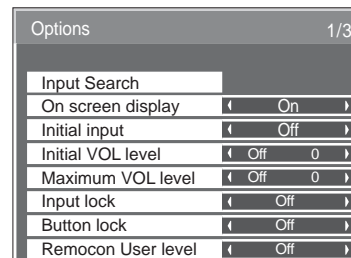 Options 1/3
Input Search
On screen display On
Initial input Off
Initial VOL level Off 0
Maximum VOL level Off 0
Input lock Off
Button lock Off
Remocon User level Off